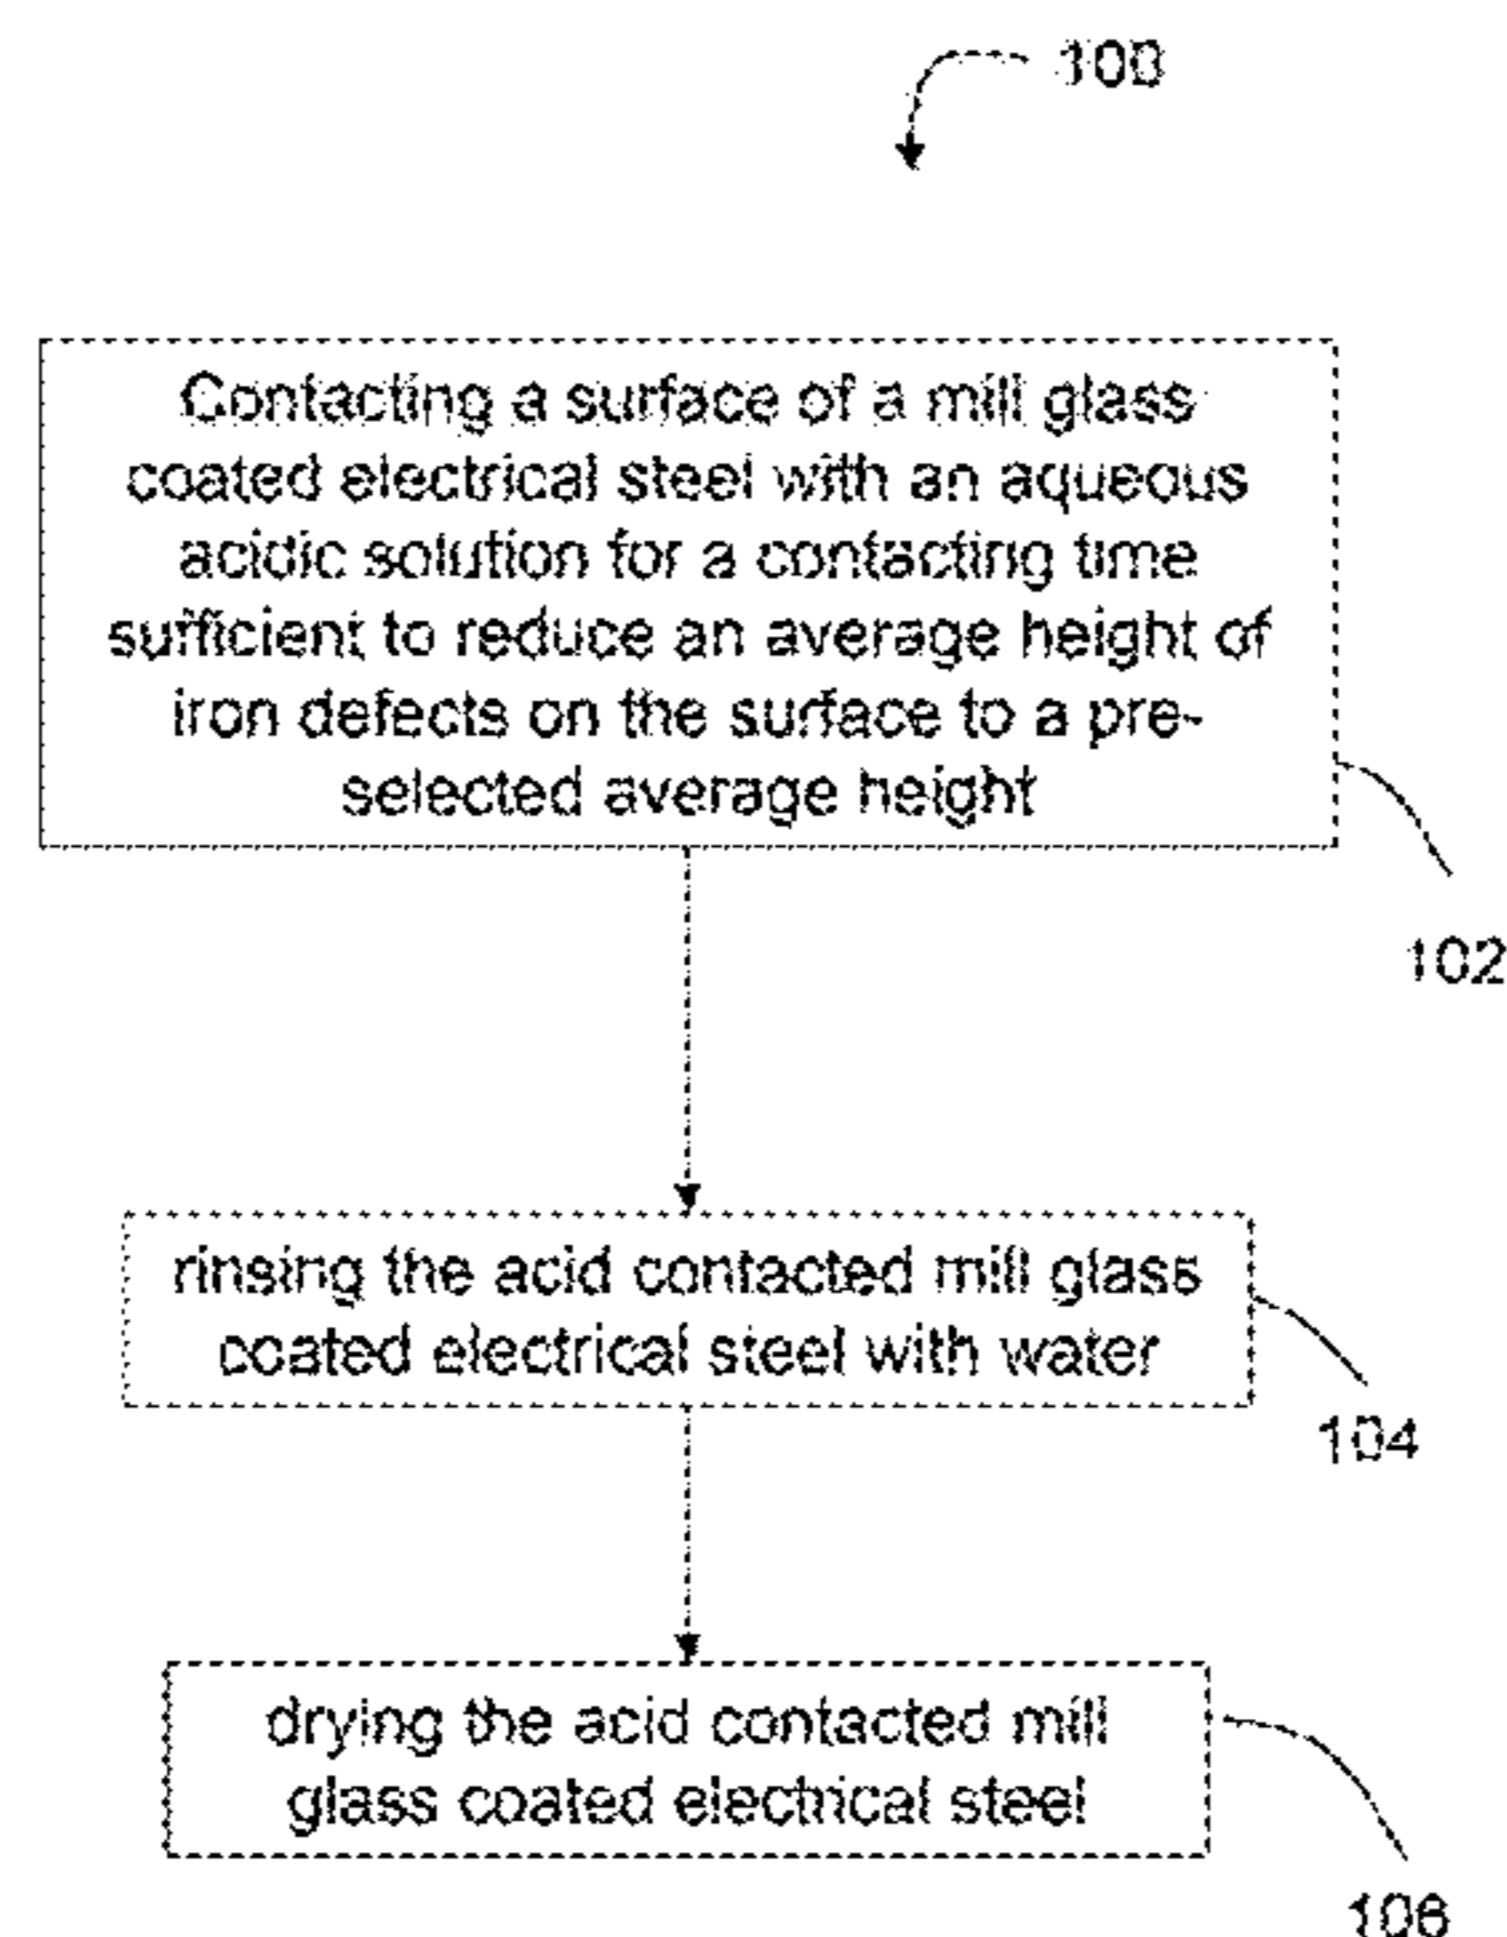 100
Contacting a surface of a mill glass
coated electrical steel with an aqueous
acidic solution for a contacting time
sufficient to reduce an average height of
iron defects on the surface to a pre-
selected average height
102
rinsing the acid contacted mill glass
coated electrical steel with water
104
drying the acid contacted mill
glass coated electrical steel
106